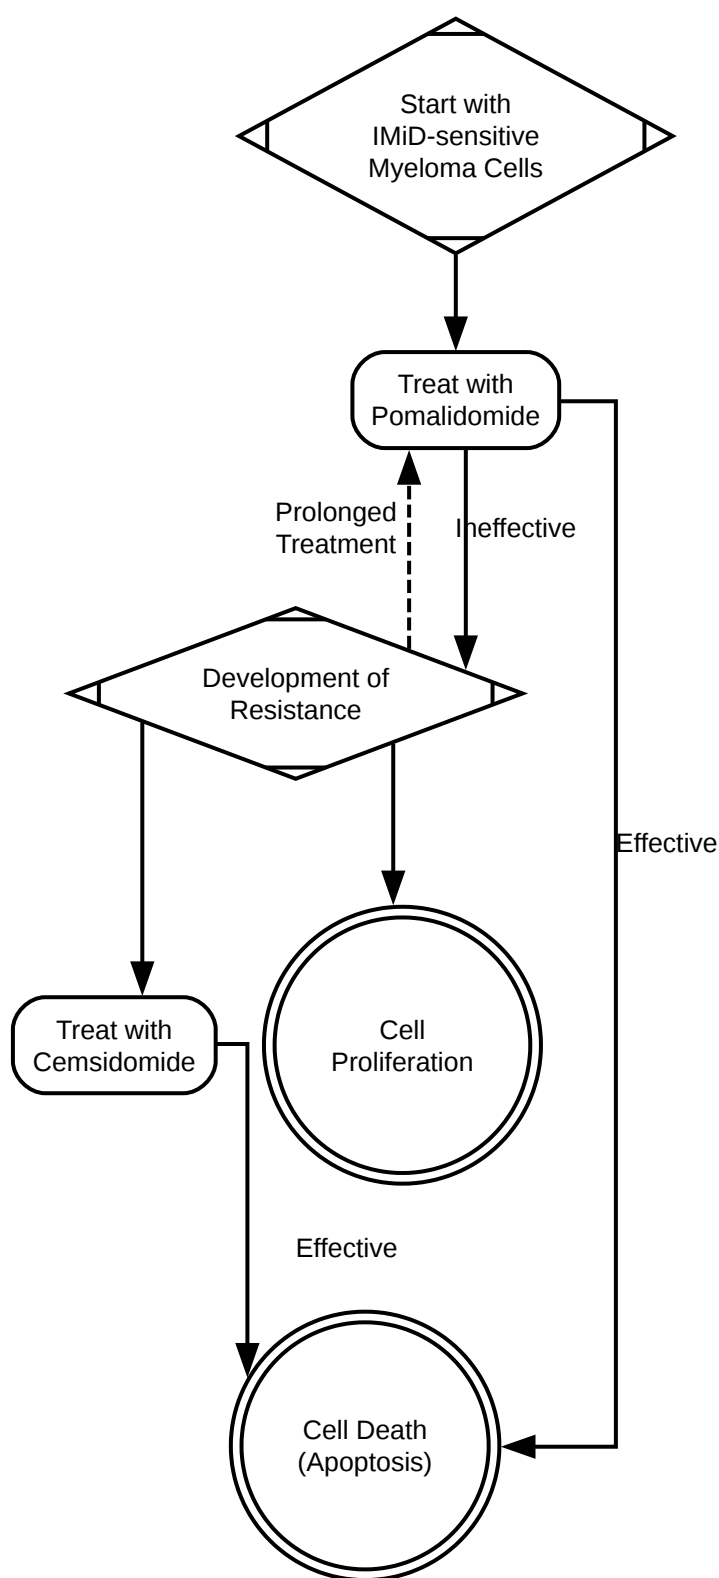 Start with
IMiD-sensitive
Myeloma Cells
Treat with
Pomalidomide
Prolonged
Treatment
Ineffective
Development of
Resistance
Effective
Treat with
Cemsidomide
Cell
Proliferation
Effective
Cell Death
(Apoptosis)